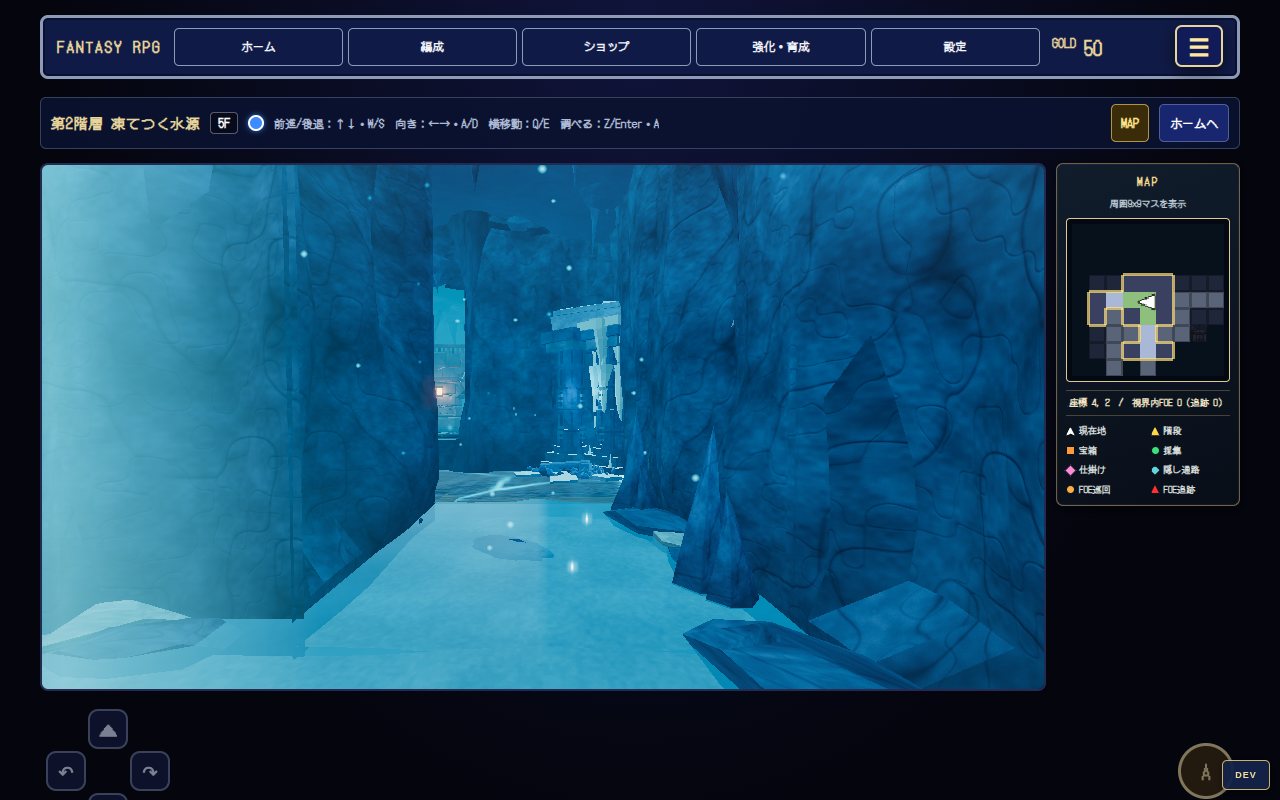 FANTASY RPG
ホーム
編成
ショップ
強化・育成
設定
GOLD 50
第2階層 凍てつく水源 5F 前進/後退：↑↓・W/S 向き：←→・A/D 横移動：Q/E 調べる：Z/Enter・A
MAP
ホームへ
MAP
周囲9x9マスを表示
座標 4, 2 / 視界内FOE 0（追跡 0）
現在地 階段
宝箱 採集
仕掛け 隠し通路
FOE巡回 FOE追跡
A
DEV